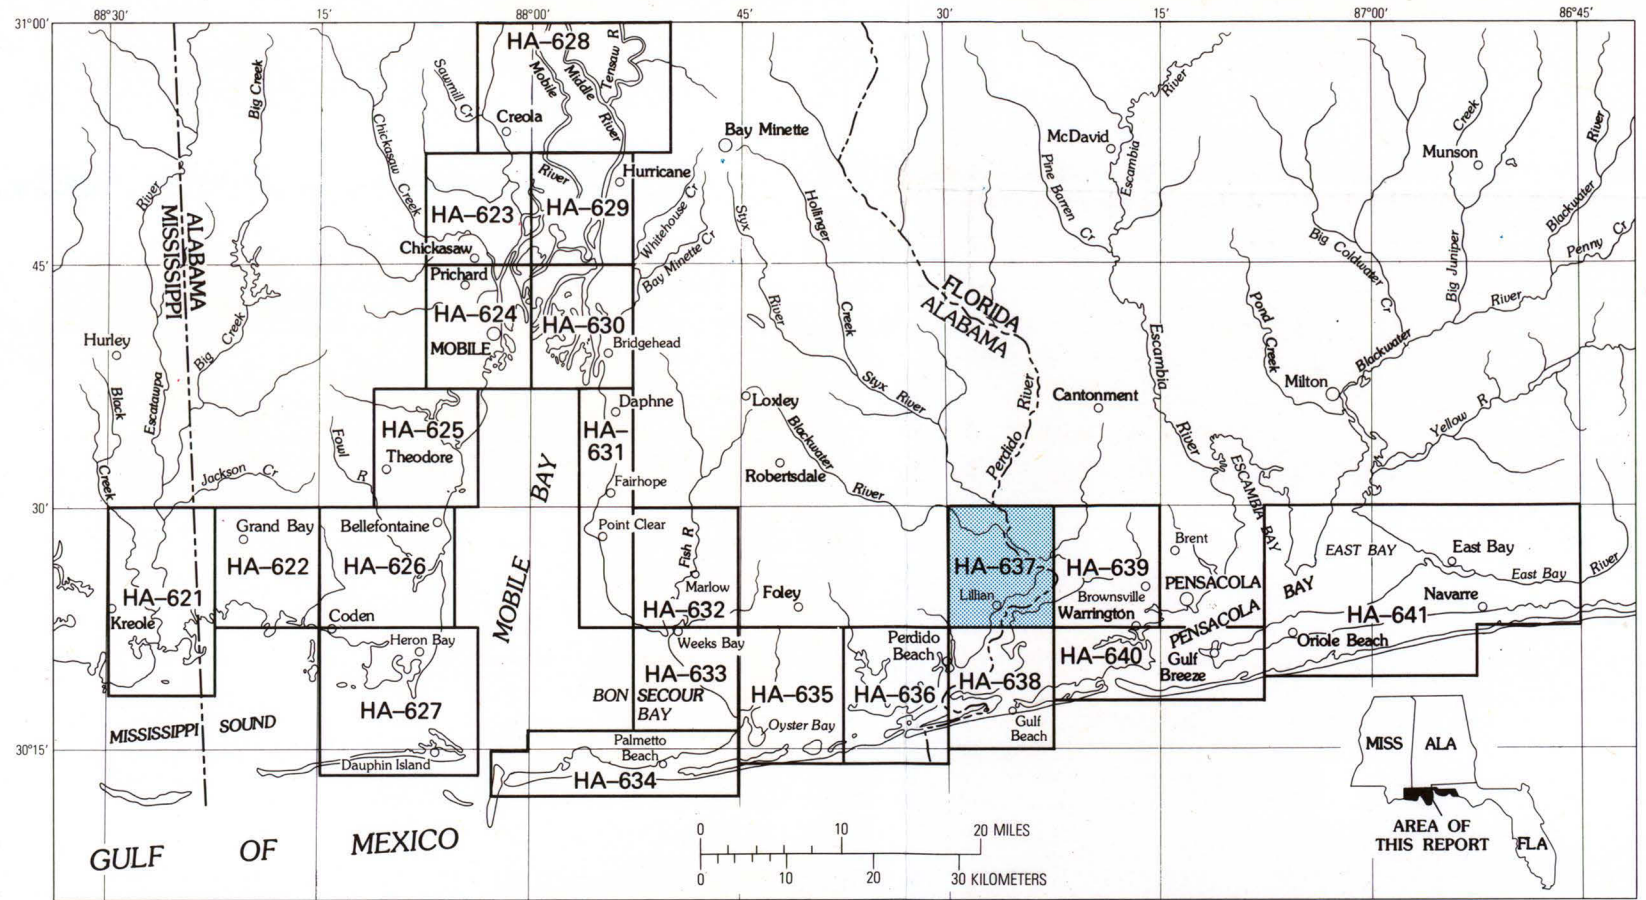 88°30' 15' 88°00' 45' 30' 15' 87°00' 86°45'
31°00'
HA–628
Sawmill Cr
Mobile
Middle
River
Tensaw R
Creola
Big Creek
Chickasaw Creek
Bay Minette
McDavid
River
Escambia
Pine Barren
Cr
Creek
Munson
River
Blackwater
Penny Cr
River
ALABAMA
MISSISSIPPI
HA–623
Chickasaw
River
HA–629
Hurricane
Whitehouse Cr
Bay Minette Cr
Styx
River
Hollinger
Creek
Big Coldwater
Cr
Big Juniper
45'
Prichard
HA–624
MOBILE
HA–630
Bridgehead
FLORIDA
ALABAMA
Pond
Creek
Blackwater
River
Hurley
Big Creek
Black
Creek
Escatawpa
Styx
River
Perdido
River
Cantonment
Escambia
River
Milton
Yellow R
HA–625
Theodore
Fowl
R
Jackson Cr
Daphne
HA–
631
Fairhope
Loxley
Blackwater
River
Robertsdale
ESCAMBIA BAY
30'
Grand Bay
HA–622
Bellefontaine
HA–626
Point Clear
Fish R
Marlow
HA–632
Foley
HA–637
Lillian
HA–639
Brownsville
Warrington
Brent
PENSACOLA
PENSACOLA
BAY
EAST BAY
East Bay
East Bay
River
Navarre
HA–641
Oriole Beach
HA–621
Kreole
Coden
Heron Bay
HA–627
Dauphin Island
MOBILE
BAY
Weeks Bay
HA–633
BON SECOUR
BAY
HA–635
Oyster Bay
Perdido
Beach
HA–636
HA–638
Gulf
Beach
HA–640
Gulf
Breeze
MISSISSIPPI SOUND
30°15'
Palmetto
Beach
HA–634
GULF OF MEXICO
0 10 20 MILES
0 10 20 30 KILOMETERS
MISS ALA
AREA OF
THIS REPORT
FLA